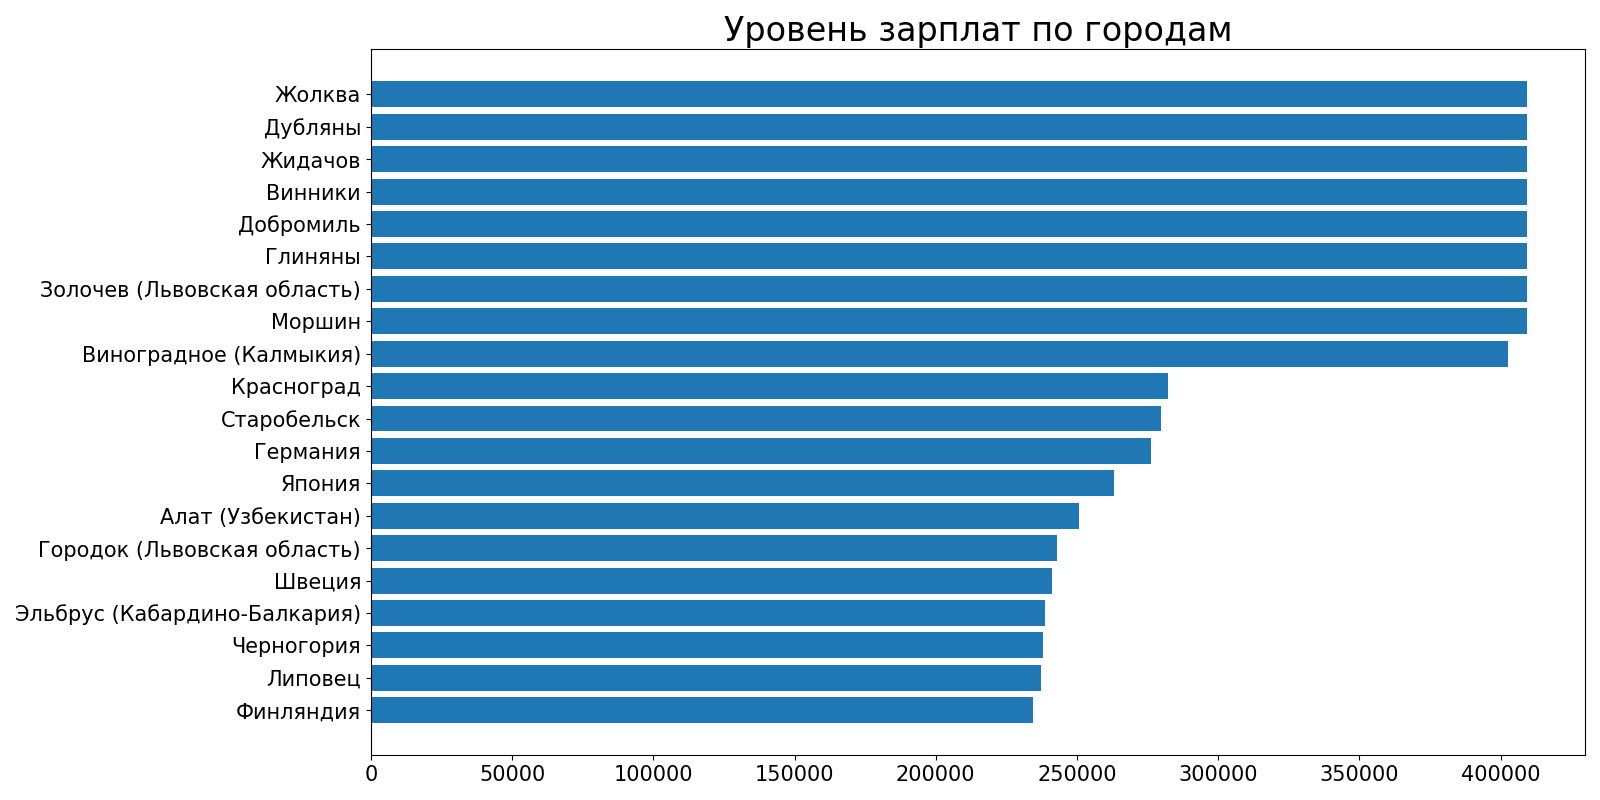 Уровень зарплат по городам
Жолква
Дубляны
Жидачов
Винники
Добромиль
Глиняны
Золочев (Львовская область)
Моршин
Виноградное (Калмыкия)
Красноград
Старобельск
Германия
Япония
Алат (Узбекистан)
Городок (Львовская область)
Швеция
Эльбрус (Кабардино-Балкария)
Черногория
Липовец
Финляндия
0 50000 100000 150000 200000 250000 300000 350000 400000